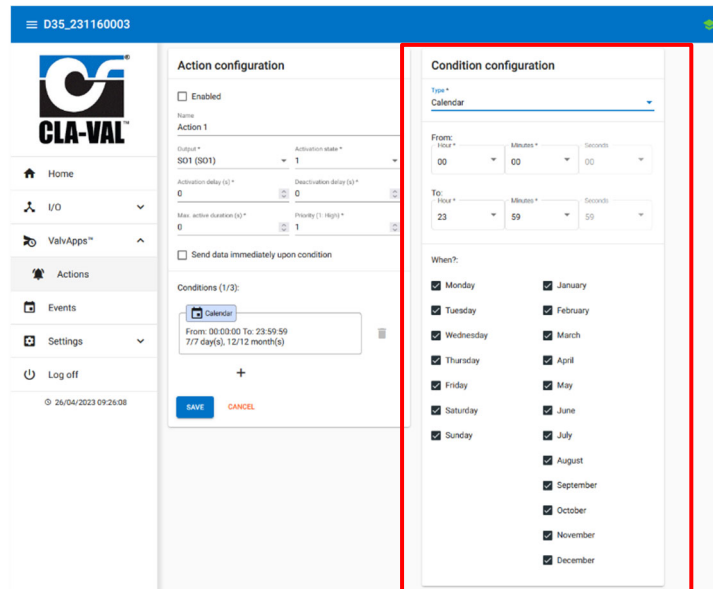 D35_231160003
CLA-VAL™
®
Home
I/O
ValvApps™
Actions
Events
Settings
Log off
26/04/2023 09:26:08
Action configuration
Enabled
Name
Action 1
Output *
SO1 (SO1)
Activation state *
1
Activation delay (s) *
0
Deactivation delay (s) *
0
Max. active duration (s) *
0
Priority (1: High) *
1
Send data immediately upon condition
Conditions (1/3):
Calendar
From: 00:00:00 To: 23:59:59
7/7 day(s), 12/12 month(s)
+
SAVE
CANCEL
Condition configuration
Type *
Calendar
From:
Hour *
00
Minutes *
00
Seconds
00
To:
Hour *
23
Minutes *
59
Seconds
59
When?:
Monday
January
Tuesday
February
Wednesday
March
Thursday
April
Friday
May
Saturday
June
Sunday
July
August
September
October
November
December